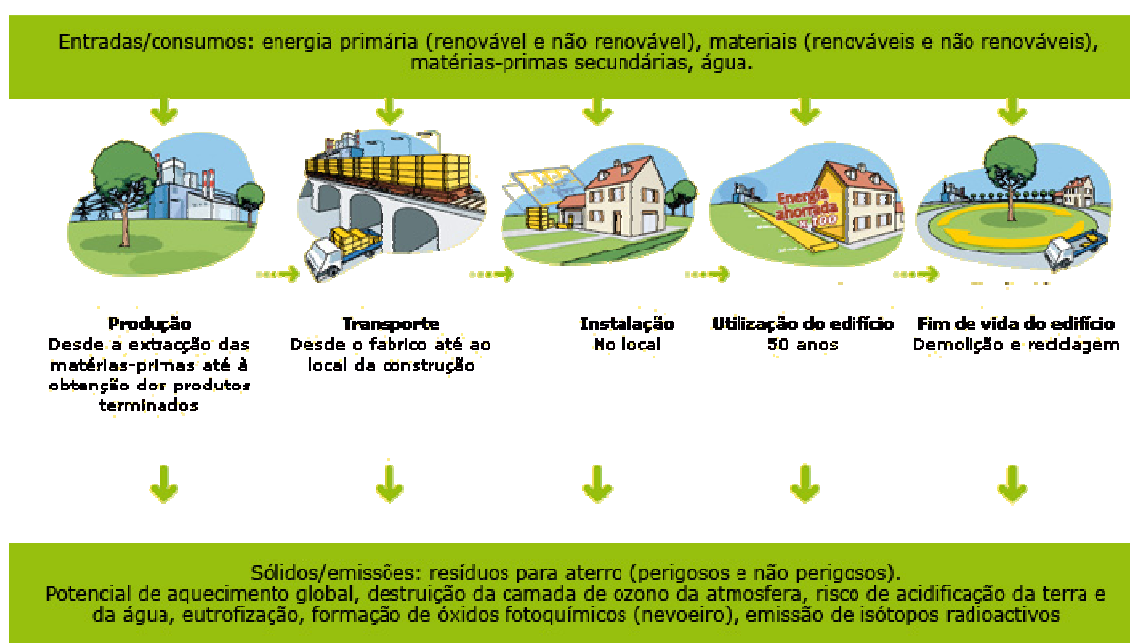 Entradas/consumos: energia primária (renovável e não renovável), materiais (renováveis e não renováveis),
matérias-primas secundárias, água.
Energia
ahorrada
x 100
Produção
Desde a extracção das
matérias-primas até à
obtenção dos produtos
terminados
Transporte
Desde o fabrico até ao
local da construção
Instalação
No local
Utilização do edifício
50 anos
Fim de vida do edifício
Demolição e reciclagem
Sólidos/emissões: resíduos para aterro (perigosos e não perigosos).
Potencial de aquecimento global, destruição da camada de ozono da atmosfera, risco de acidificação da terra e
da água, eutrofização, formação de óxidos fotoquímicos (nevoeiro), emissão de isótopos radioactivos